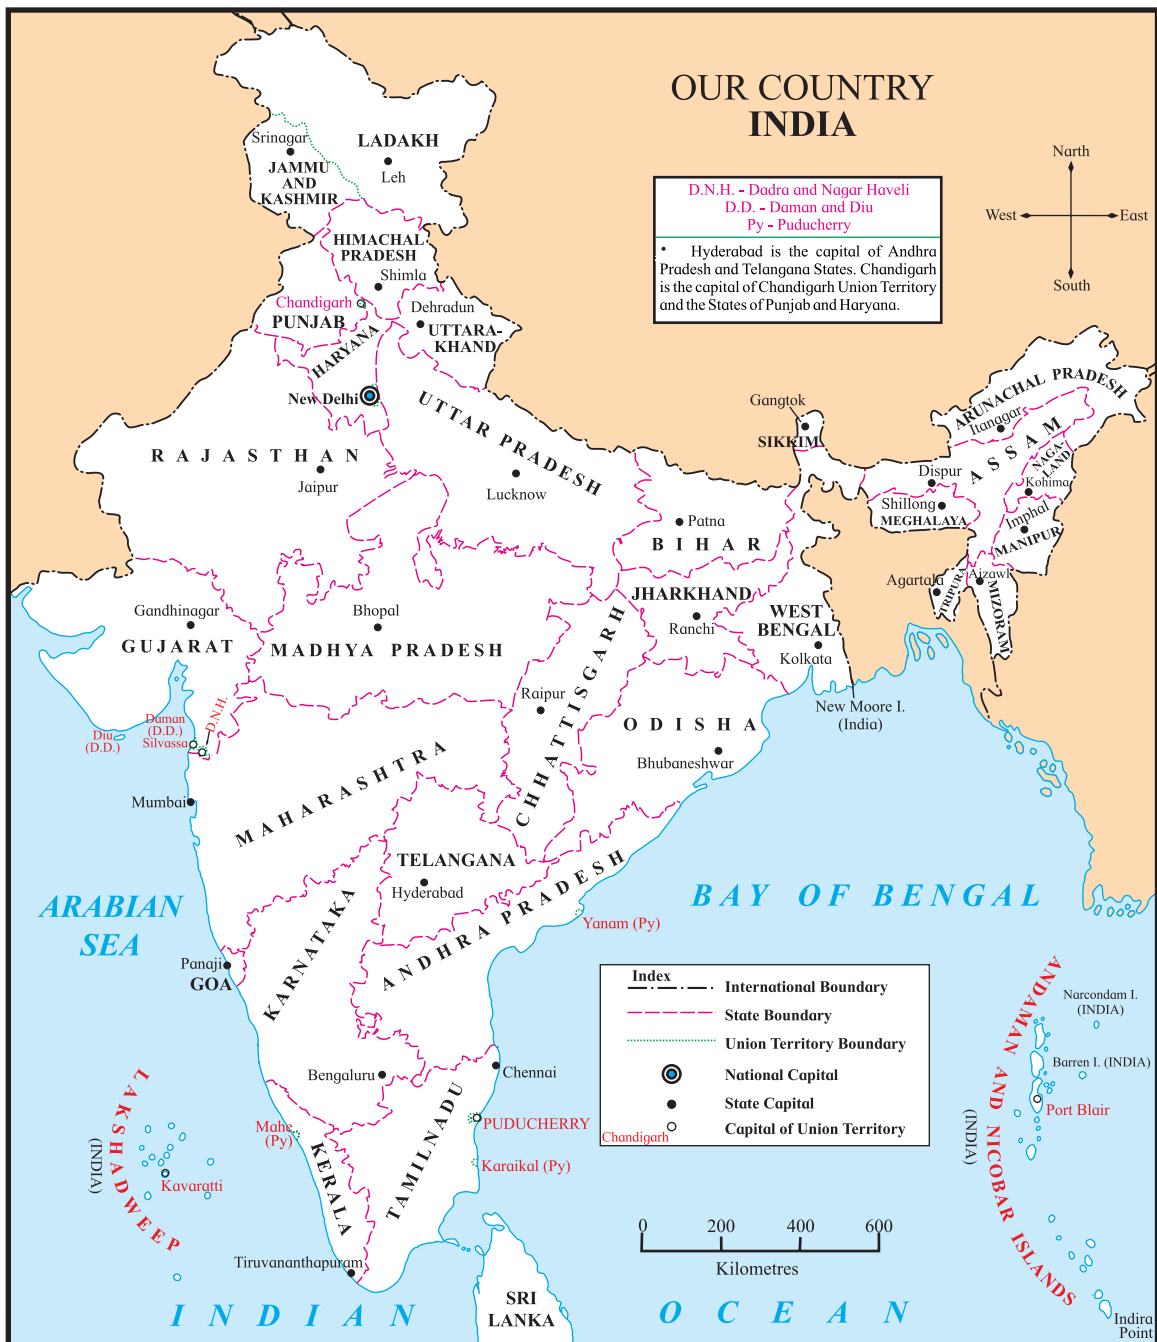 OUR COUNTRY
INDIA
Narth
West
East
South
D.N.H. - Dadra and Nagar Haveli
D.D. - Daman and Diu
Py - Puducherry
• Hyderabad is the capital of Andhra
Pradesh and Telangana States. Chandigarh
is the capital of Chandigarh Union Territory
and the States of Punjab and Haryana.
Srinagar
JAMMU
AND
KASHMIR
LADAKH
Leh
HIMACHAL
PRADESH
Shimla
Chandigarh
PUNJAB
Dehradun
UTTARA-
KHAND
HARYANA
New Delhi
UTTAR PRADESH
Lucknow
RAJASTHAN
Jaipur
Gangtok
SIKKIM
ARUNACHAL PRADESH
Itanagar
ASSAM
Dispur
NAGA-
LAND
Kohima
Shillong
MEGHALAYA
Imphal
MANIPUR
Patna
BIHAR
Agartala
TRIPURA
Aizawl
MIZORAM
JHARKHAND
Ranchi
WEST
BENGAL
Kolkata
New Moore I.
(India)
Gandhinagar
GUJARAT
Bhopal
MADHYA PRADESH
CHHATTISGARH
Raipur
ODISHA
Bhubaneshwar
Diu
(D.D.)
Daman
(D.D.)
Silvassa
D.N.H.
Mumbai
MAHARASHTRA
TELANGANA
Hyderabad
ANDHRA PRADESH
Yanam (Py)
ARABIAN
SEA
BAY OF BENGAL
KARNATAKA
Panaji
GOA
Bengaluru
Chennai
Mahe
(Py)
PUDUCHERRY
Karaikal (Py)
KERALA
TAMILNADU
Tiruvananthapuram
LAKSHADWEEP
(INDIA)
Kavaratti
Index
International Boundary
State Boundary
Union Territory Boundary
National Capital
State Capital
Chandigarh
Capital of Union Territory
ANDAMAN AND NICOBAR ISLANDS
(INDIA)
Narcondam I.
(INDIA)
Barren I. (INDIA)
Port Blair
Indira
Point
0 200 400 600
Kilometres
SRI
LANKA
INDIAN OCEAN